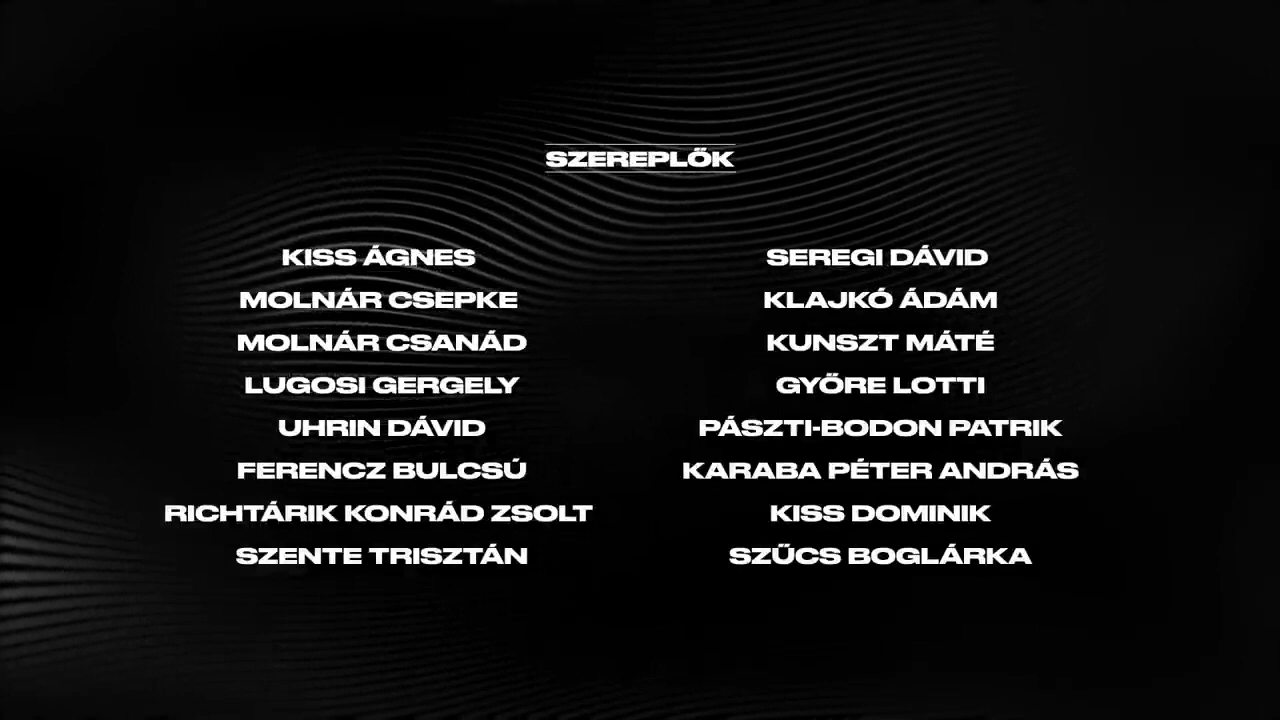 SZEREPLŐK
KISS ÁGNES
MOLNÁR CSEPKE
MOLNÁR CSANÁD
LUGOSI GERGELY
UHRIN DÁVID
FERENCZ BULCSÚ
RICHTÁRIK KONRÁD ZSOLT
SZENTE TRISZTÁN
SEREGI DÁVID
KLAJKÓ ÁDÁM
KUNSZT MÁTÉ
GYŐRE LOTTI
PÁSZTI-BODON PATRIK
KARABA PÉTER ANDRÁS
KISS DOMINIK
SZŰCS BOGLÁRKA